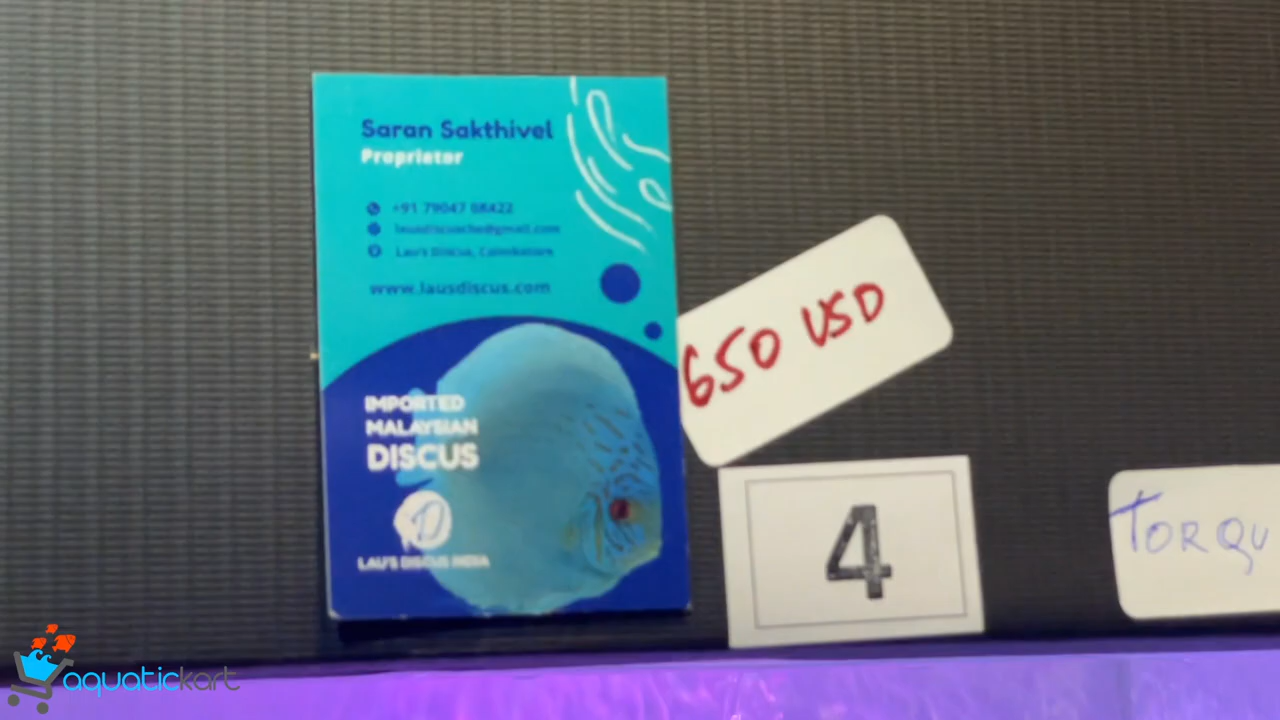 Saran Sakthivel
Proprietor
+91 79047 08422
Lau's Discus, Coimbatore
www.lausdiscus.com
IMPORTED
MALAYSIAN
DISCUS
LAU'S DISCUS INDIA
650 USD
4
TORQU
aquatickart